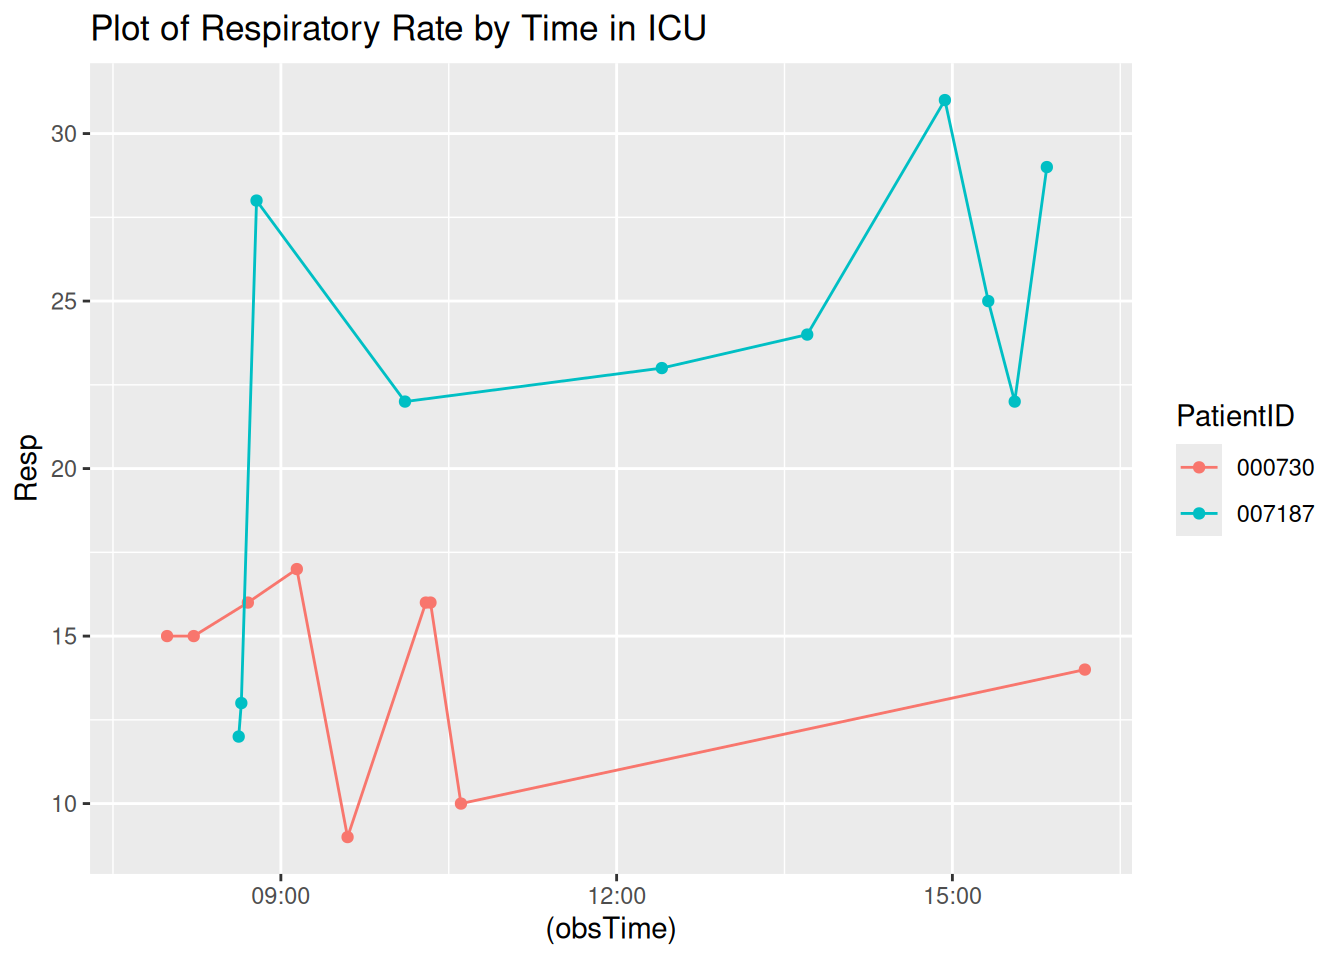 Plot of Respiratory Rate by Time in ICU
30
25
20
15
10
Resp
09:00
12:00
15:00
(obsTime)
PatientID
000730
007187